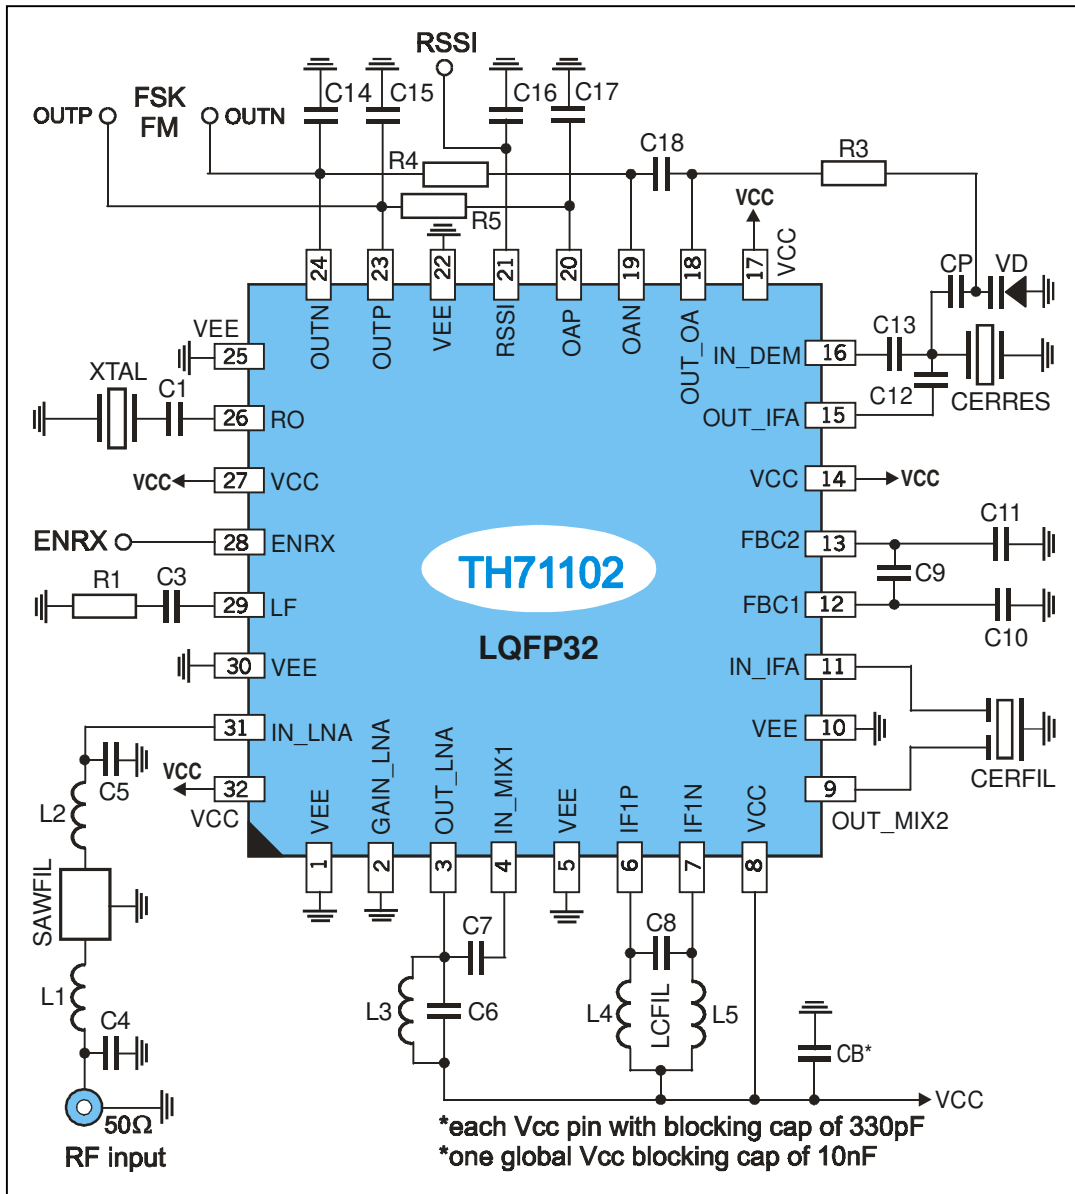 RSSI
C14
C15
C16
C17
FSK
FM
OUTP
OUTN
C18
R3
R4
R5
VCC
VCC
24
23
22
21
20
19
18
17
OUTN
OUTP
VEE
RSSI
OAP
OAN
OUT_OA
CP
VD
VEE
25
C13
IN_DEM
16
XTAL
C1
26
RO
C12
CERRES
OUT_IFA
15
VCC
27
VCC
VCC
14
VCC
ENRX
28
ENRX
FBC2
13
C11
TH71102
C9
R1
C3
29
LF
FBC1
12
C10
LQFP32
30
VEE
IN_IFA
11
31
IN_LNA
VEE
10
CERFIL
C5
VCC
32
VCC
9
OUT_MIX2
L2
VEE
GAIN_LNA
OUT_LNA
IN_MIX1
VEE
IF1P
IF1N
VCC
1
2
3
4
5
6
7
8
SAWFIL
C7
C8
L1
L3
C6
L4
LCFIL
L5
C4
CB*
VCC
50Ω
RF input
*each Vcc pin with blocking cap of 330pF
*one global Vcc blocking cap of 10nF